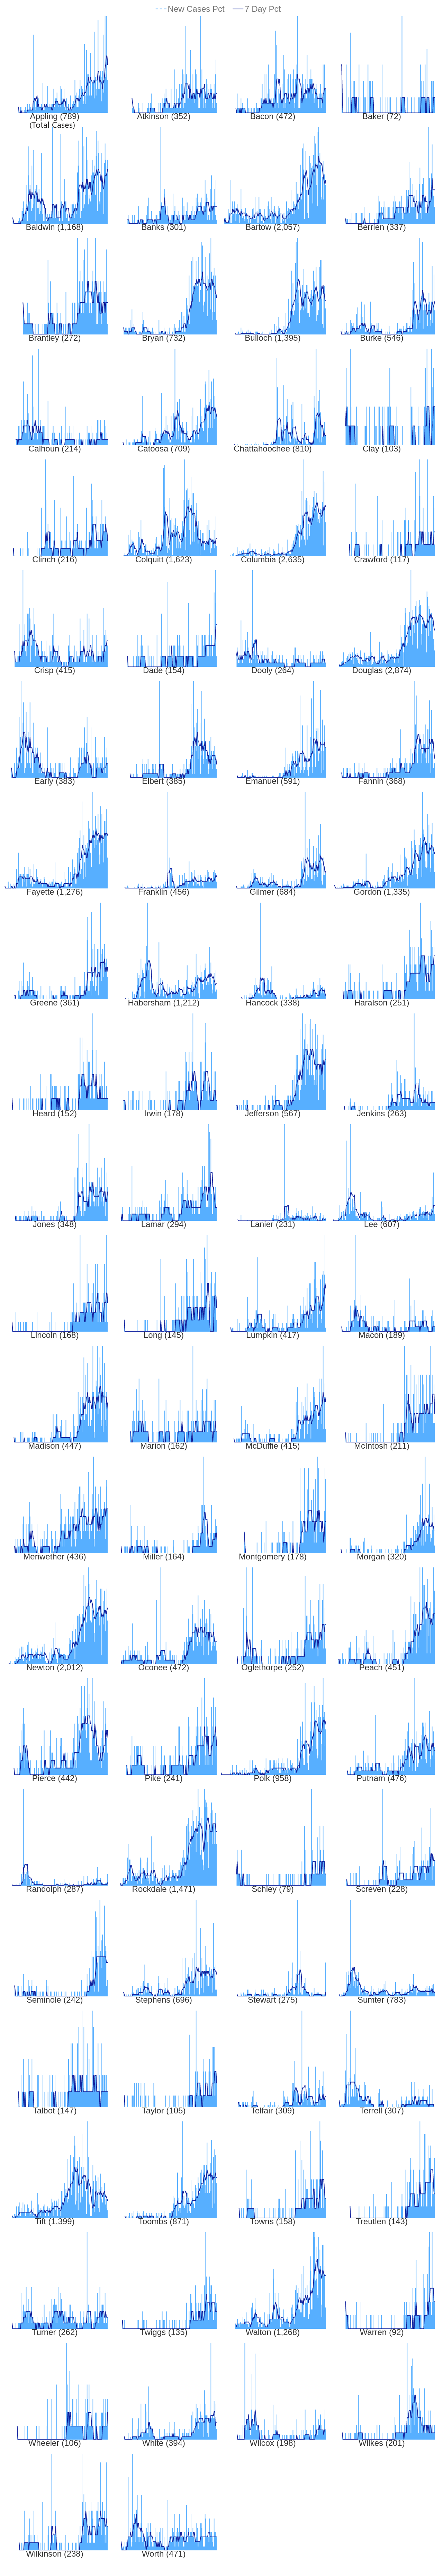 New Cases Pct 7 Day Pct
Appling (789) Atkinson (352) Bacon (472) Baker (72)
(Total Cases)
Baldwin (1,168) Banks (301) Bartow (2,057) Berrien (337)
Brantley (272) Bryan (732) Bulloch (1,395) Burke (546)
Calhoun (214) Catoosa (709) Chattahoochee (810) Clay (103)
Clinch (216) Colquitt (1,623) Columbia (2,635) Crawford (117)
Crisp (415) Dade (154) Dooly (264) Douglas (2,874)
Early (383) Elbert (385) Emanuel (591) Fannin (368)
Fayette (1,276) Franklin (456) Gilmer (684) Gordon (1,335)
Greene (361) Habersham (1,212) Hancock (338) Haralson (251)
Heard (152) Irwin (178) Jefferson (567) Jenkins (263)
Jones (348) Lamar (294) Lanier (231) Lee (607)
Lincoln (168) Long (145) Lumpkin (417) Macon (189)
Madison (447) Marion (162) McDuffie (415) McIntosh (211)
Meriwether (436) Miller (164) Montgomery (178) Morgan (320)
Newton (2,012) Oconee (472) Oglethorpe (252) Peach (451)
Pierce (442) Pike (241) Polk (958) Putnam (476)
Randolph (287) Rockdale (1,471) Schley (79) Screven (228)
Seminole (242) Stephens (696) Stewart (275) Sumter (783)
Talbot (147) Taylor (105) Telfair (309) Terrell (307)
Tift (1,399) Toombs (871) Towns (158) Treutlen (143)
Turner (262) Twiggs (135) Walton (1,268) Warren (92)
Wheeler (106) White (394) Wilcox (198) Wilkes (201)
Wilkinson (238) Worth (471)